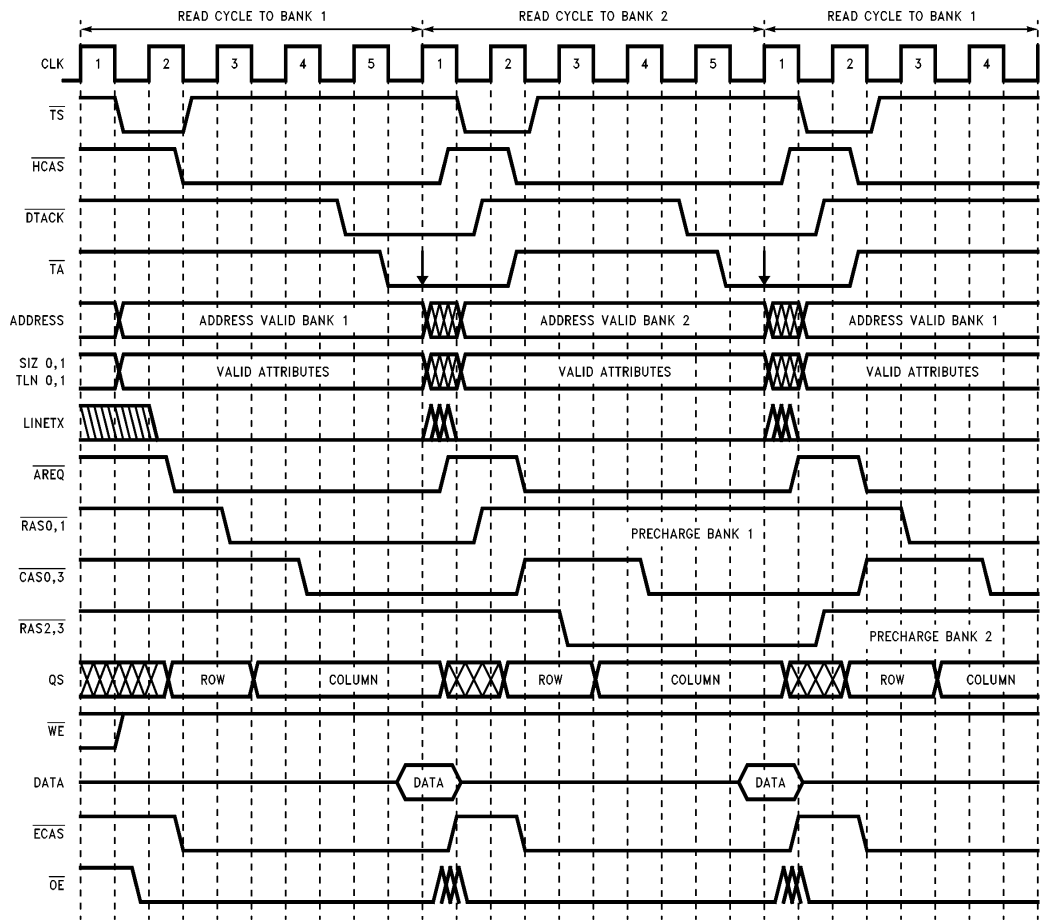 READ CYCLE TO BANK 1 READ CYCLE TO BANK 2 READ CYCLE TO BANK 1
CLK 1 2 3 4 5 1 2 3 4 5 1 2 3 4
TS
HCAS
DTACK
TA
ADDRESS ADDRESS VALID BANK 1 ADDRESS VALID BANK 2 ADDRESS VALID BANK 1
SIZ 0,1
TLN 0,1 VALID ATTRIBUTES VALID ATTRIBUTES VALID ATTRIBUTES
LINETX
AREQ
RAS0,1 PRECHARGE BANK 1
CAS0,3
RAS2,3 PRECHARGE BANK 2
QS ROW COLUMN ROW COLUMN ROW COLUMN
WE
DATA DATA DATA
ECAS
OE